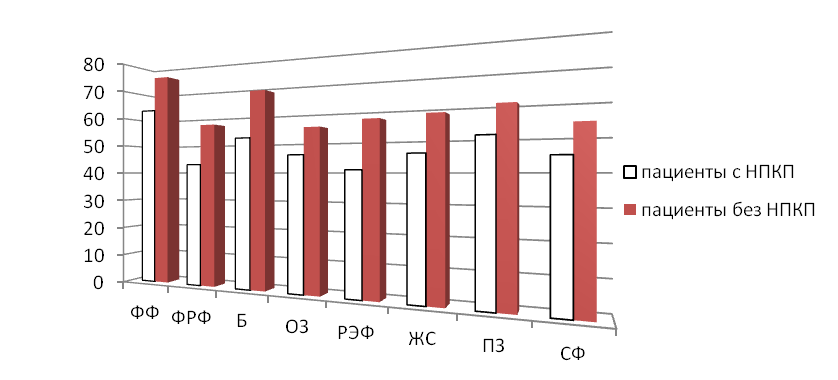 80
70
60
50
40
30
20
10
0
ФФ
ФРФ
Б
ОЗ
РЭФ
ЖС
ПЗ
СФ
пациенты с НПКП
пациенты без НПКП